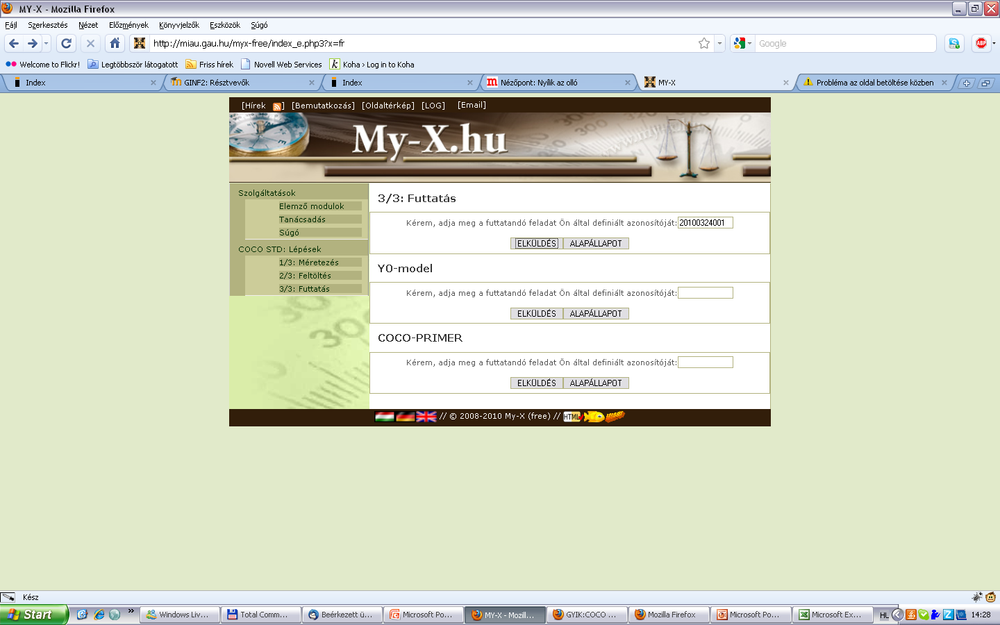 MY-X - Mozilla Firefox
Fájl Szerkesztés Nézet Előzmények Könyvjelzők Eszközök Súgó
http://miau.gau.hu/myx-free/index_e.php3?x=fr Google ABP
Welcome to Flickr! Legtöbbször látogatott Friss hírek Novell Web Services k Koha › Log in to Koha
Index GINF2: Résztvevők Index m Nézőpont: Nyílik az olló MY-X Probléma az oldal betöltése közben
[Hírek ] [Bemutatkozás] [Oldaltérkép] [LOG] [Email]
My-X.hu
Szolgáltatások
Elemző modulok
Tanácsadás
Súgó
COCO STD: Lépések
1/3: Méretezés
2/3: Feltöltés
3/3: Futtatás
3/3: Futtatás
Kérem, adja meg a futtatandó feladat Ön által definiált azonosítóját: 20100324001
ELKÜLDÉS ALAPÁLLAPOT
Y0-model
Kérem, adja meg a futtatandó feladat Ön által definiált azonosítóját:
ELKÜLDÉS ALAPÁLLAPOT
COCO-PRIMER
Kérem, adja meg a futtatandó feladat Ön által definiált azonosítóját:
ELKÜLDÉS ALAPÁLLAPOT
// © 2008-2010 My-X (free) // HTML
Kész
Start » Windows Liv... Total Comm... Beérkezett ü... Microsoft Po... MY-X - Mozill... GYIK:COCO ... Mozilla Firefox Microsoft Po... Microsoft Ex... HL 14:28